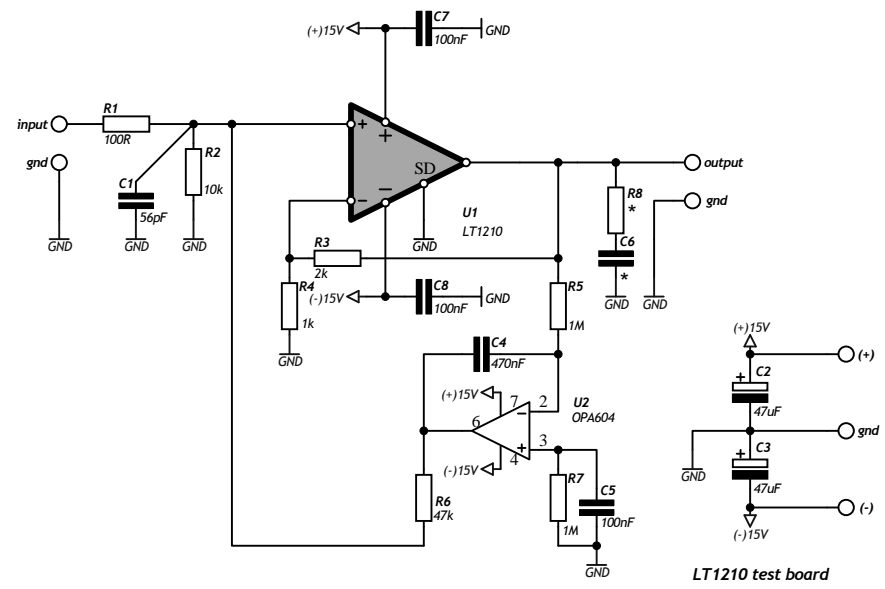 C7
(+)15V
100nF
GND
R1
input
100R
R2
gnd
C1
10k
56pF
GND
GND
GND
+
+
SD
−
−
U1
LT1210
GND
output
R8
*
gnd
C6
*
GND
GND
R3
2k
R4
1k
GND
(-)15V
C8
100nF
GND
R5
1M
C4
470nF
(+)15V
7
6
2
−
U2
OPA604
3
+
4
(-)15V
R6
47k
R7
1M
C5
100nF
GND
(+)15V
(+)
+
C2
47uF
gnd
+
C3
47uF
GND
(-)
(-)15V
LT1210 test board